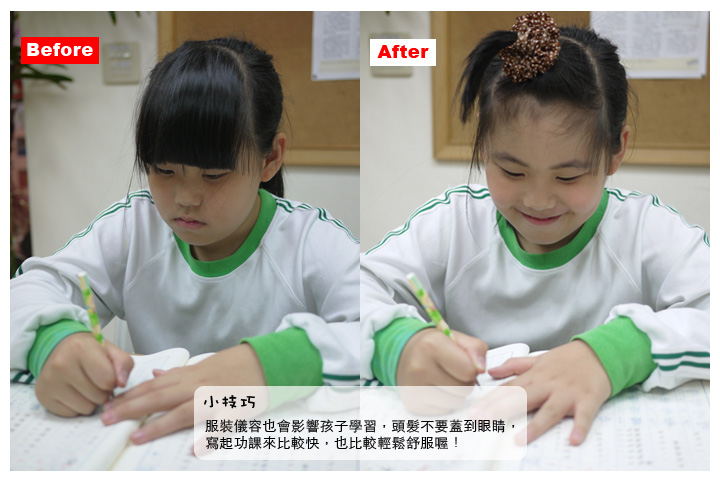 Before
After
小技巧
服裝儀容也會影響孩子學習，頭髮不要蓋到眼睛，
寫起功課來比較快，也比較輕鬆舒服喔！